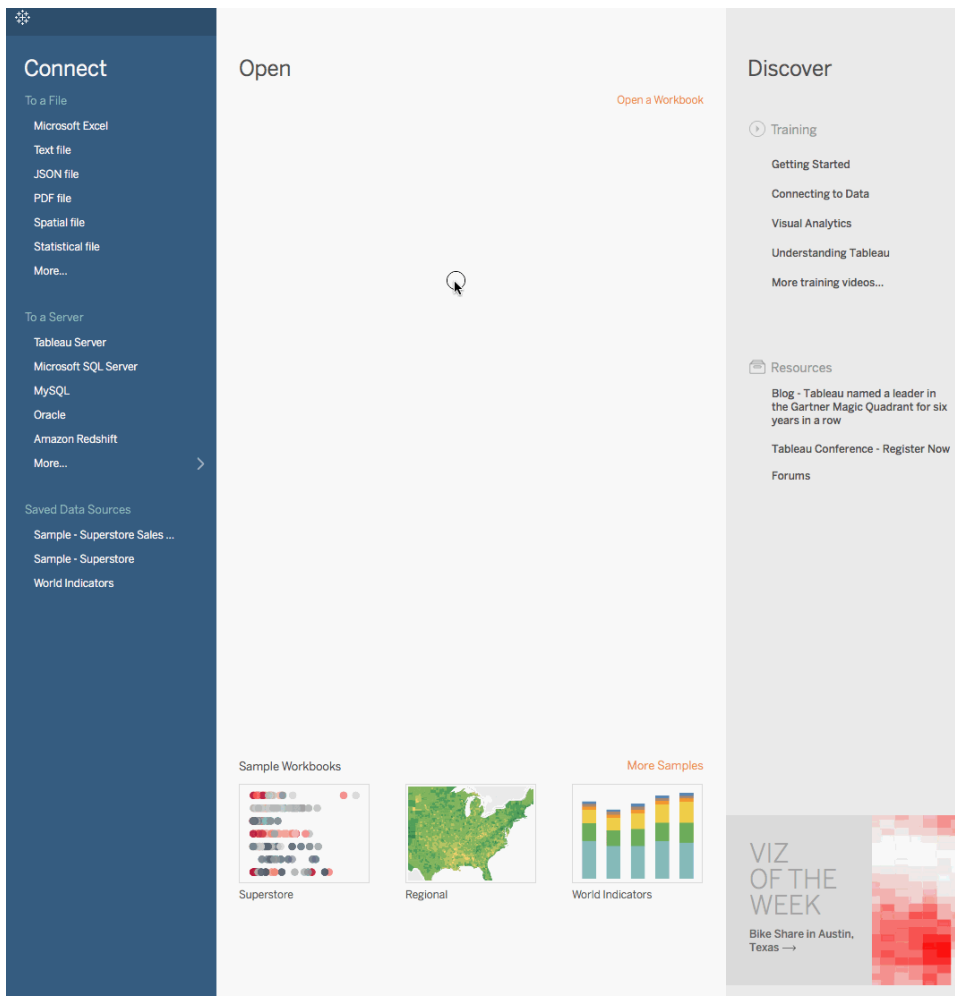 Connect
To a File
Microsoft Excel
Text file
JSON file
PDF file
Spatial file
Statistical file
More...
To a Server
Tableau Server
Microsoft SQL Server
MySQL
Oracle
Amazon Redshift
More...
Saved Data Sources
Sample - Superstore Sales ...
Sample - Superstore
World Indicators
Open
Open a Workbook
Sample Workbooks
More Samples
Superstore
Regional
World Indicators
Discover
Training
Getting Started
Connecting to Data
Visual Analytics
Understanding Tableau
More training videos...
Resources
Blog - Tableau named a leader in
the Gartner Magic Quadrant for six
years in a row
Tableau Conference - Register Now
Forums
VIZ
OF THE
WEEK
Bike Share in Austin,
Texas →